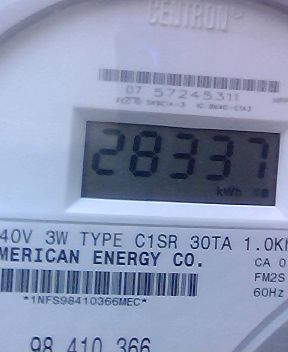 CENTRON
07 57245311
28337
kWh
40V 3W TYPE C1SR 30TA 1.0Kh
MERICAN ENERGY CO.
CA 0
FM2S
60Hz
*1NFS98410366MEC*
98 410 366